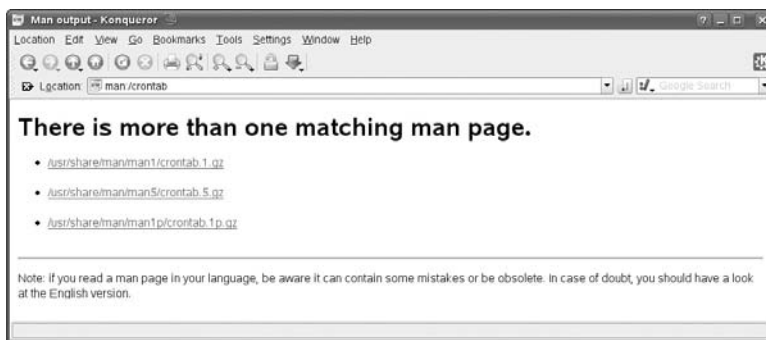 Man output - Konqueror
Location Edit View Go Bookmarks Tools Settings Window Help
Location: man:/crontab
Google Search
There is more than one matching man page.
• /usr/share/man/man1/crontab.1.gz
• /usr/share/man/man5/crontab.5.gz
• /usr/share/man/man1p/crontab.1p.gz
Note: if you read a man page in your language, be aware it can contain some mistakes or be obsolete. In case of doubt, you should have a look
at the English version.